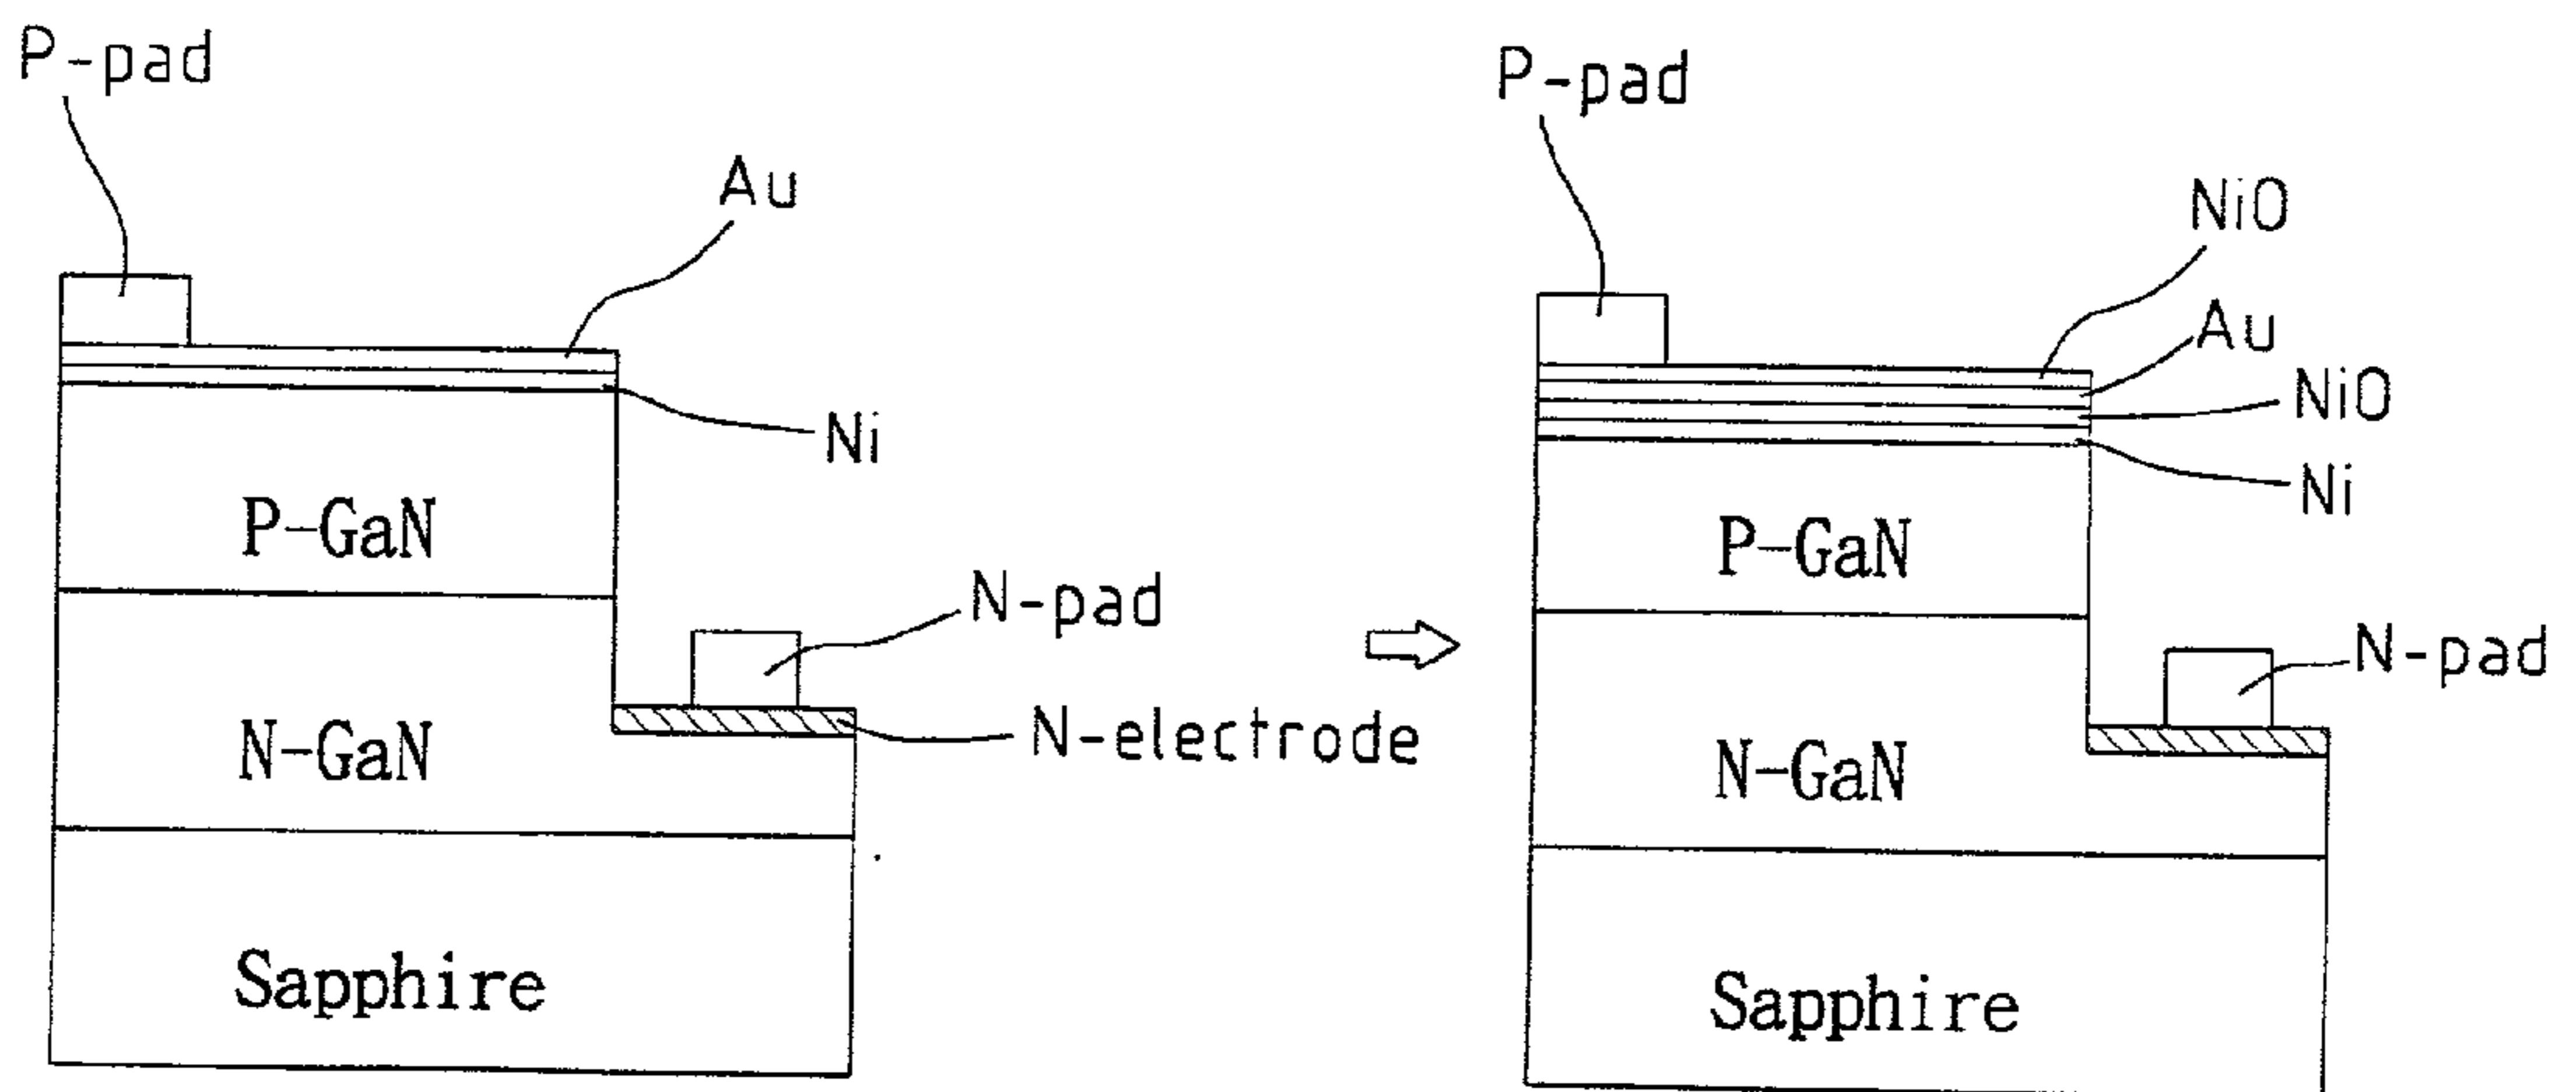 P-pad
Au
Ni
P-GaN
N-pad
N-electrode
N-GaN
Sapphire
P-pad
NiO
Au
NiO
Ni
P-GaN
N-pad
N-GaN
Sapphire